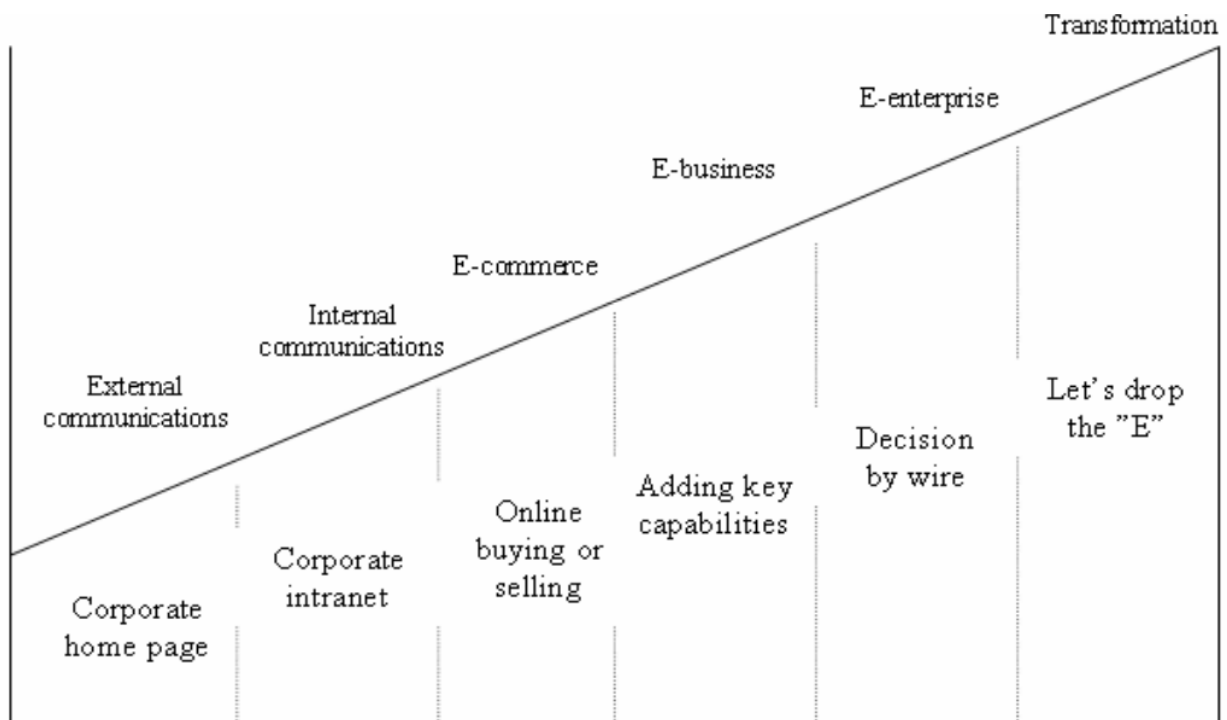 Transformation
E-enterprise
E-business
E-commerce
Internal
communications
External
communications
Let's drop
the ”E”
Decision
by wire
Adding key
capabilities
Online
buying or
selling
Corporate
intranet
Corporate
home page